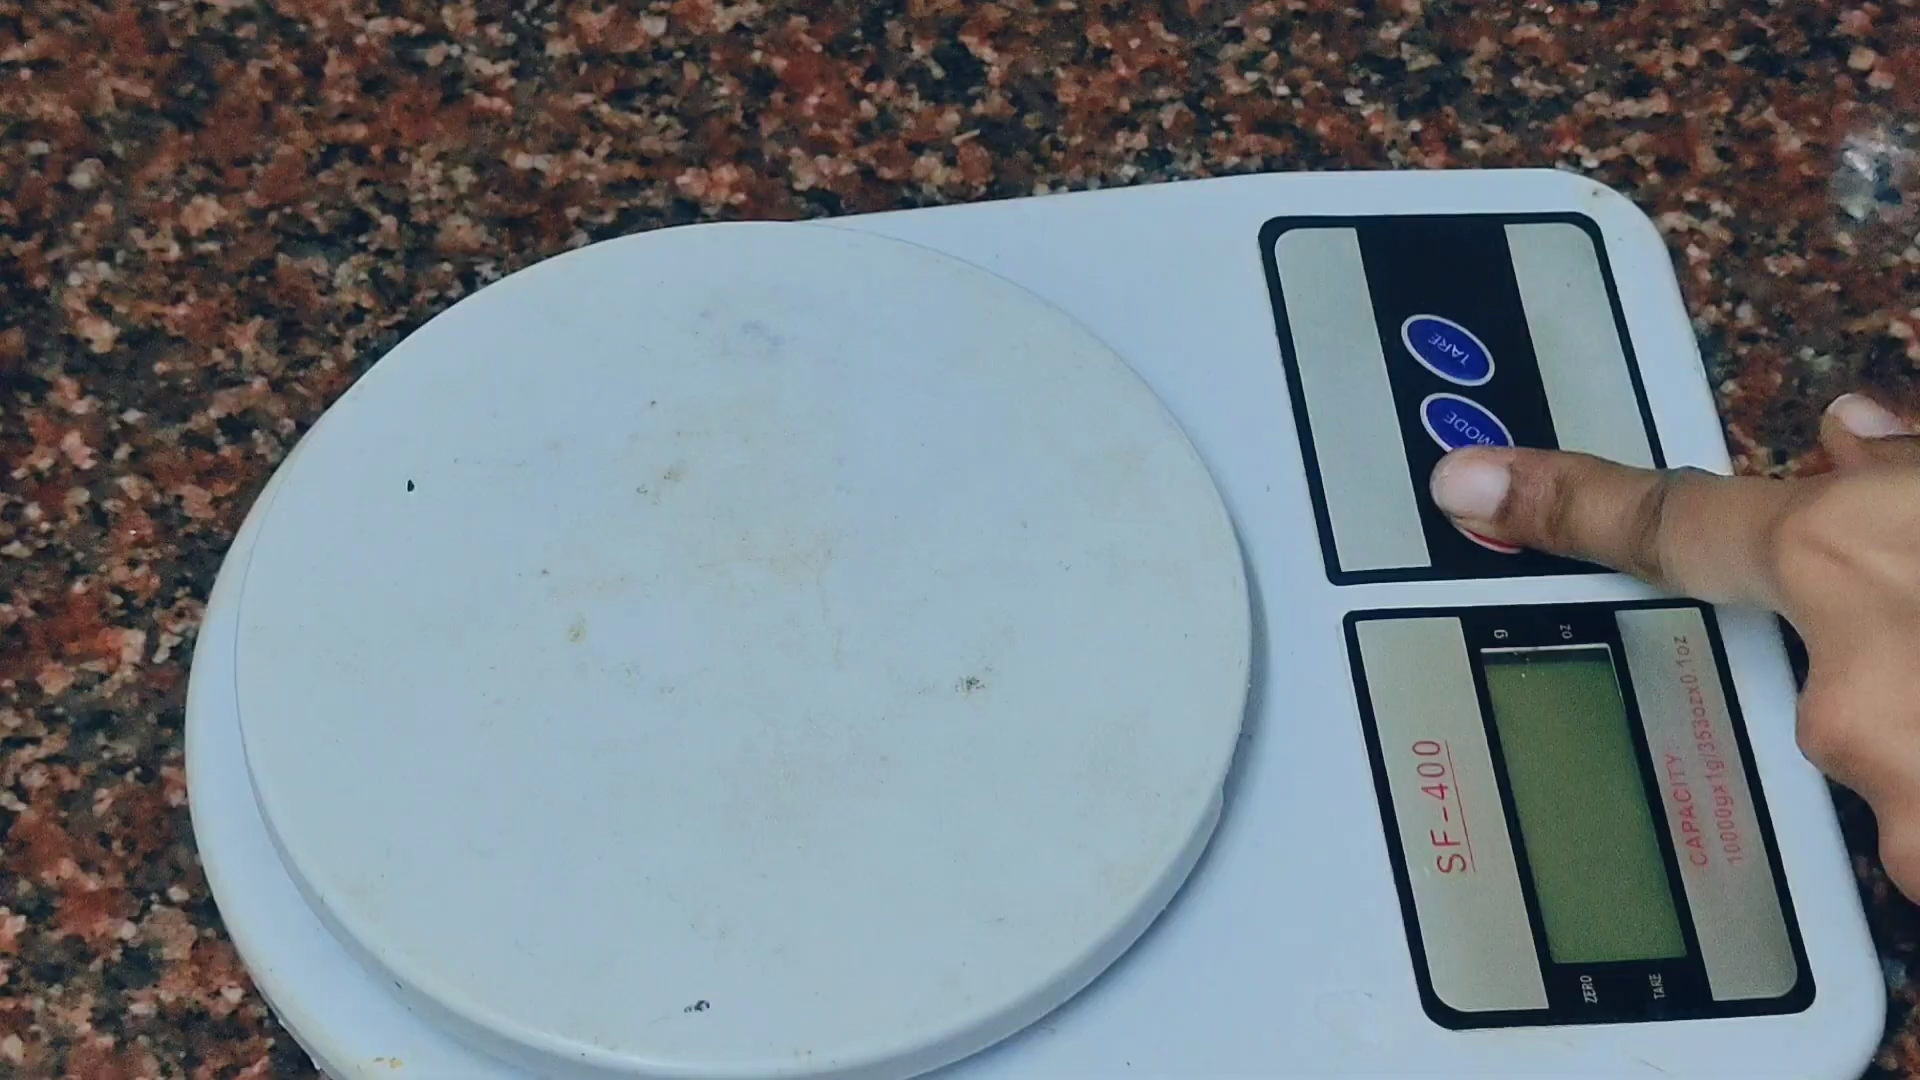 TARE
MODE
g
oz
SF-400
CAPACITY:
10000gx1g/353ozx0.1oz
ZERO
TARE